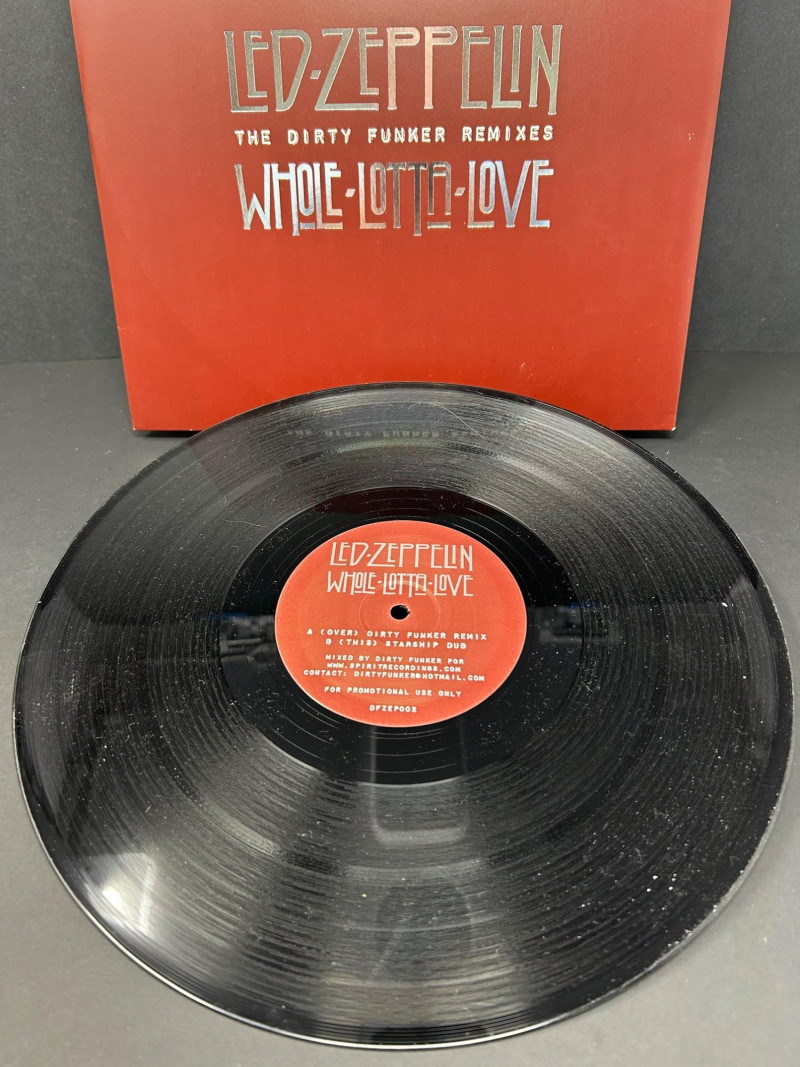 LED-ZEPPELIN
THE DIRTY FUNKER REMIXES
WHOLE-LOTTA-LOVE
LED-ZEPPELIN
WHOLE-LOTTA-LOVE
A (OVER) DIRTY FUNKER REMIX
B (THIS) STARSHIP DUB
MIXED BY DIRTY FUNKER FOR
WWW.SPIRITRECORDINGS.COM
CONTACT: DIRTYFUNKER@HOTMAIL.COM
FOR PROMOTIONAL USE ONLY
DFZEP002